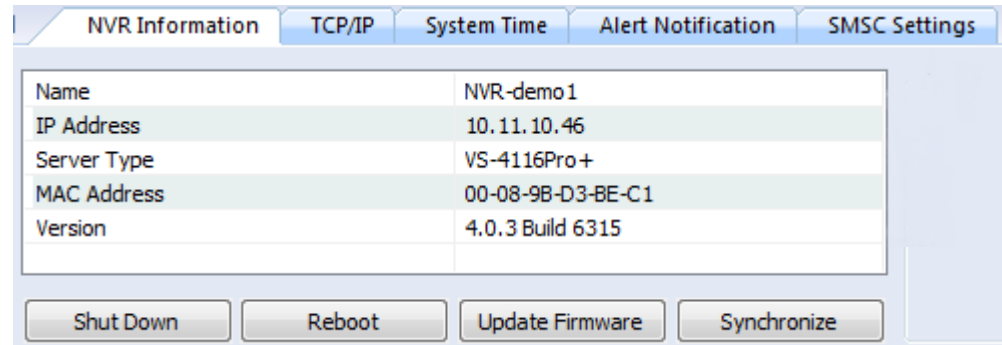 NVR Information TCP/IP System Time Alert Notification SMSC Settings
Name NVR-demo1
IP Address 10.11.10.46
Server Type VS-4116Pro+
MAC Address 00-08-9B-D3-BE-C1
Version 4.0.3 Build 6315
Shut Down Reboot Update Firmware Synchronize